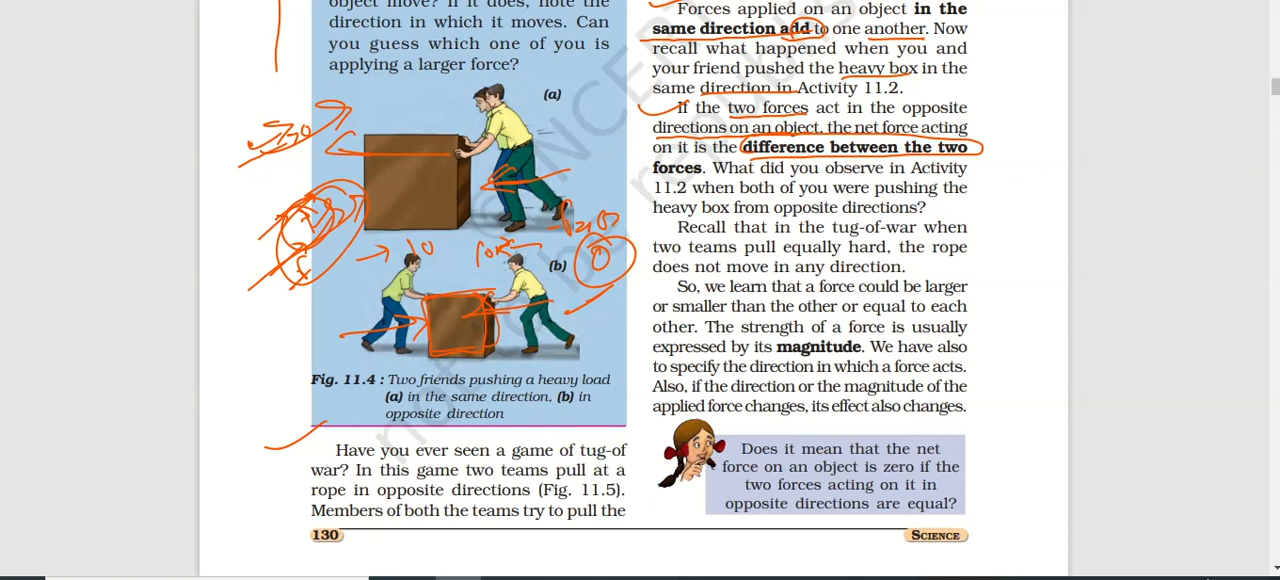 object move? If it does, note the
direction in which it moves. Can
you guess which one of you is
applying a larger force?
(a)
10
(b)
Fig. 11.4 : Two friends pushing a heavy load
(a) in the same direction, (b) in
opposite direction
Have you ever seen a game of tug-of
war? In this game two teams pull at a
rope in opposite directions (Fig. 11.5).
Members of both the teams try to pull the
130
Forces applied on an object in the
same direction add to one another. Now
recall what happened when you and
your friend pushed the heavy box in the
same direction in Activity 11.2.
If the two forces act in the opposite
directions on an object, the net force acting
on it is the difference between the two
forces. What did you observe in Activity
11.2 when both of you were pushing the
heavy box from opposite directions?
Recall that in the tug-of-war when
two teams pull equally hard, the rope
does not move in any direction.
So, we learn that a force could be larger
or smaller than the other or equal to each
other. The strength of a force is usually
expressed by its magnitude. We have also
to specify the direction in which a force acts.
Also, if the direction or the magnitude of the
applied force changes, its effect also changes.
Does it mean that the net
force on an object is zero if the
two forces acting on it in
opposite directions are equal?
SCIENCE
© NCERT
not to be republished